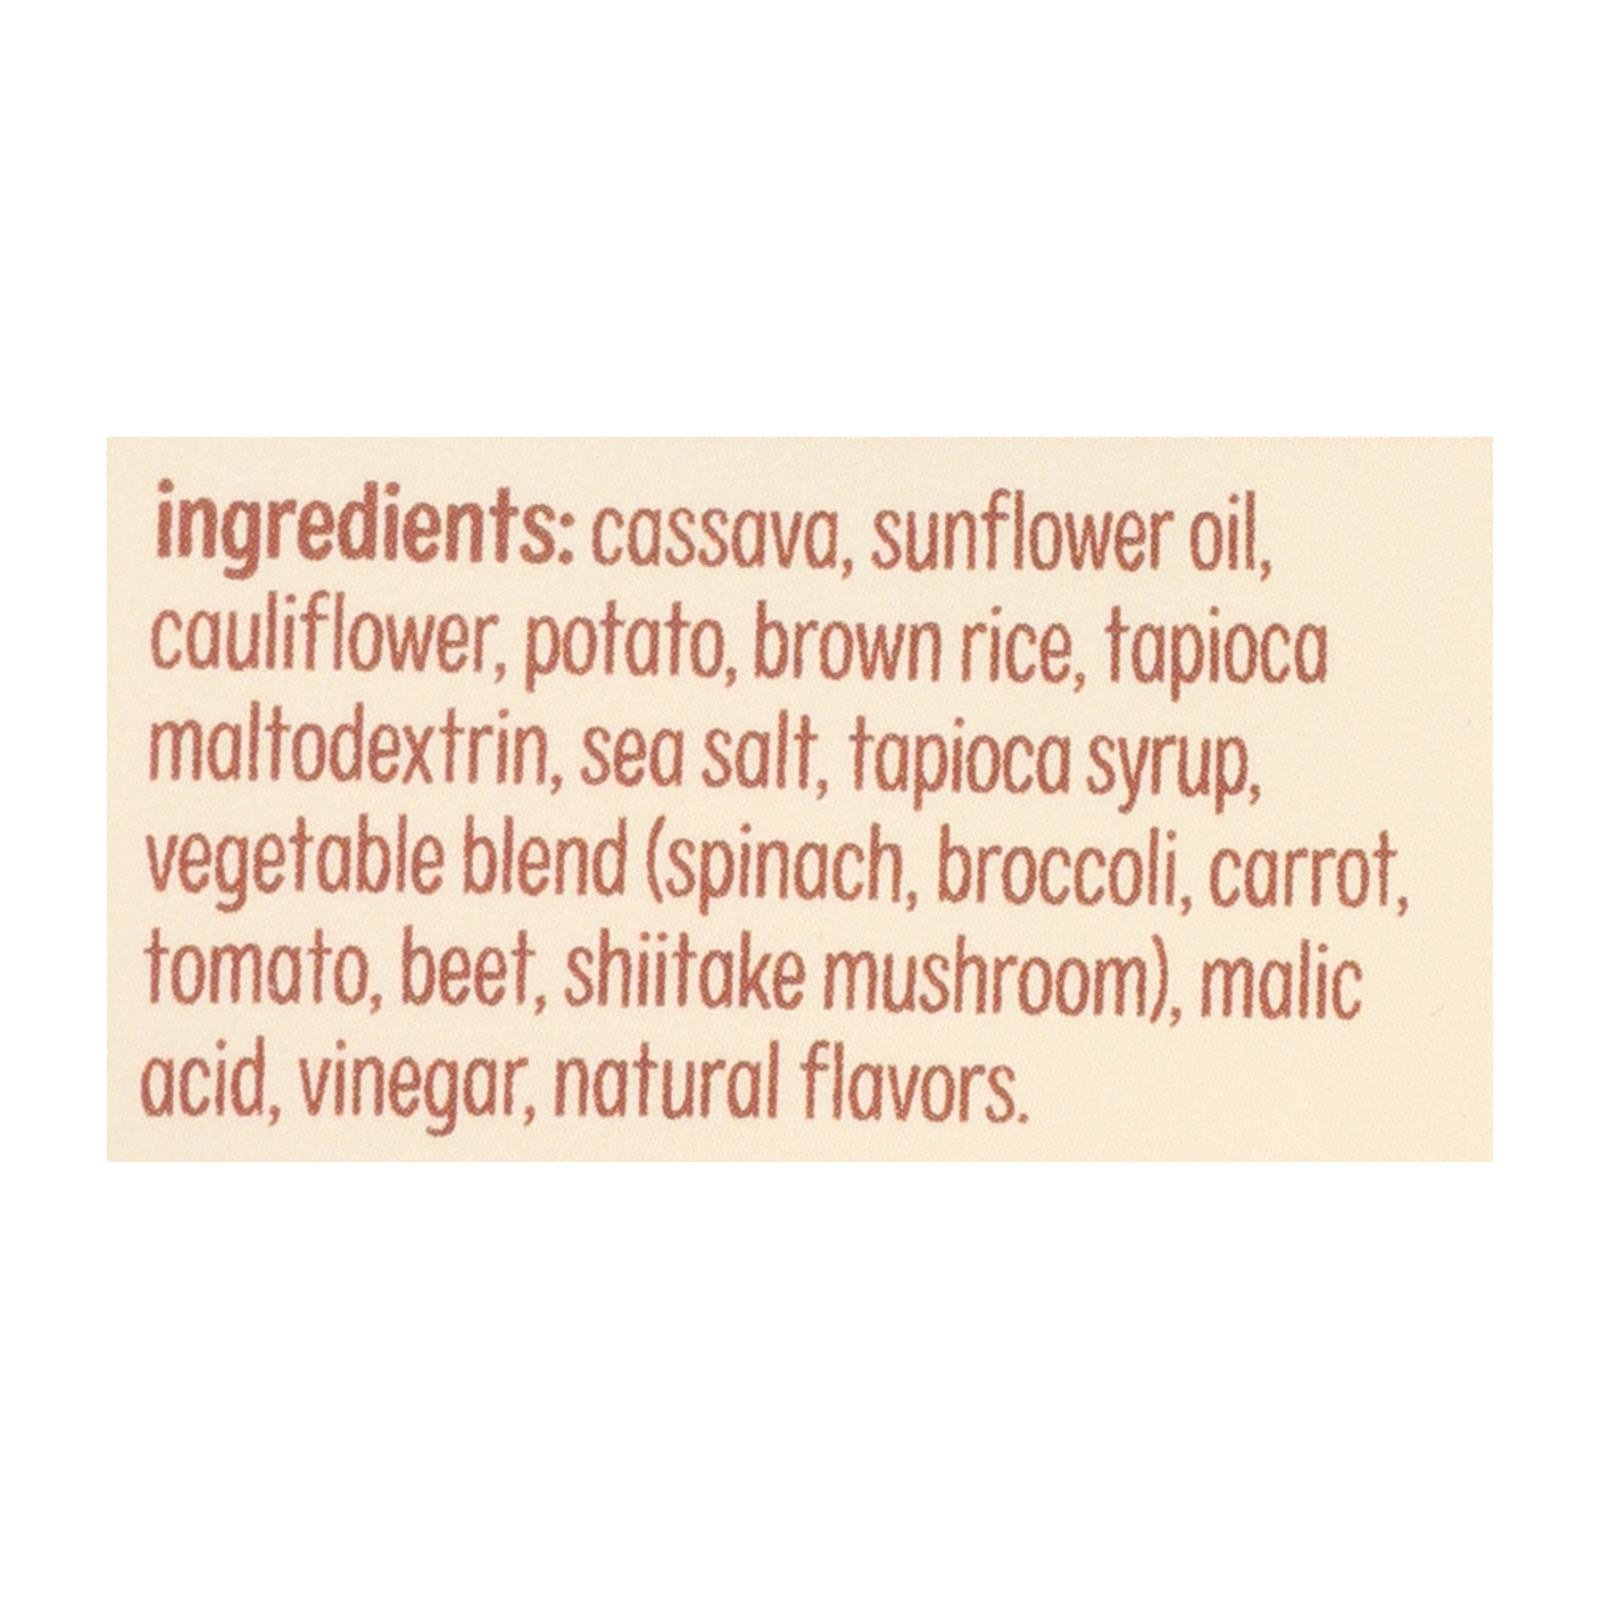 ingredients: cassava, sunflower oil,
cauliflower, potato, brown rice, tapioca
maltodextrin, sea salt, tapioca syrup,
vegetable blend (spinach, broccoli, carrot,
tomato, beet, shiitake mushroom), malic
acid, vinegar, natural flavors.